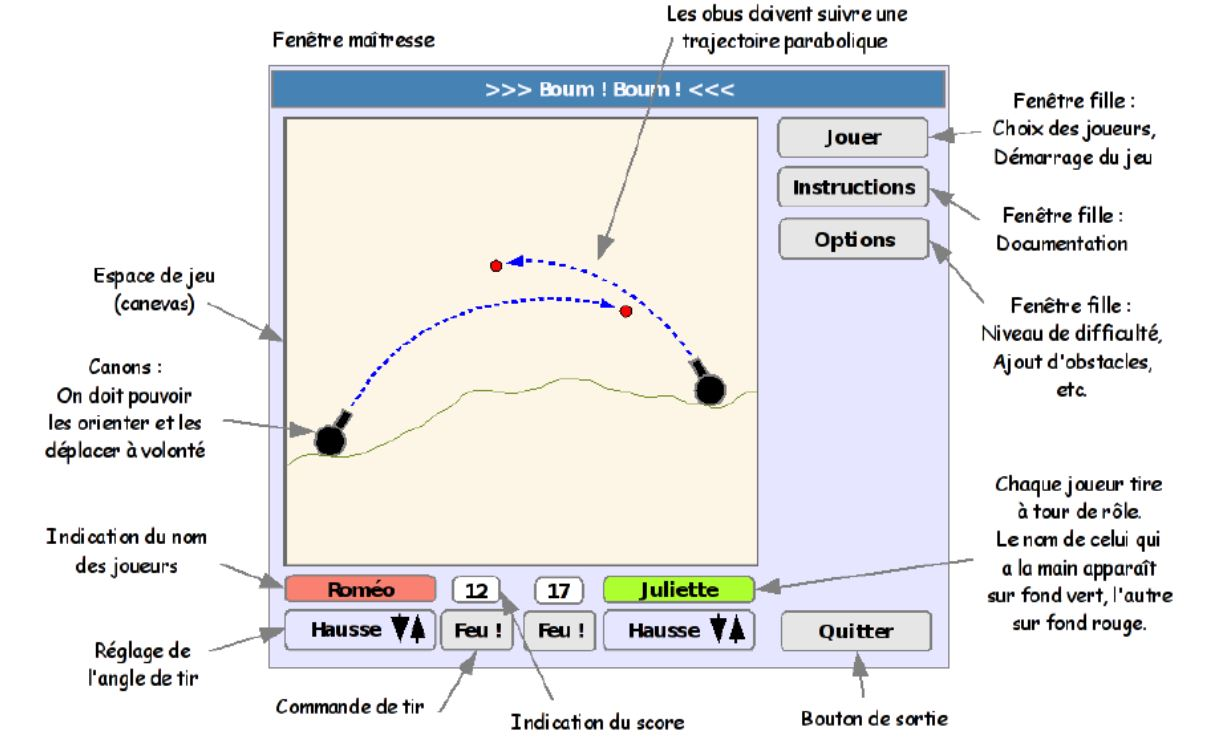 Les obus doivent suivre une
trajectoire parabolique
Fenêtre maîtresse
>>> Boum ! Boum ! <<<
Jouer
Instructions
Options
Fenêtre fille :
Choix des joueurs,
Démarrage du jeu
Fenêtre fille :
Documentation
Fenêtre fille :
Niveau de difficulté,
Ajout d'obstacles,
etc.
Espace de jeu
(canevas)
Canons :
On doit pouvoir
les orienter et les
déplacer à volonté
Chaque joueur tire
à tour de rôle.
Le nom de celui qui
a la main apparaît
sur fond vert, l'autre
sur fond rouge.
Indication du nom
des joueurs
Roméo
12
17
Juliette
Hausse
Feu !
Feu !
Hausse
Quitter
Réglage de
l'angle de tir
Commande de tir
Indication du score
Bouton de sortie